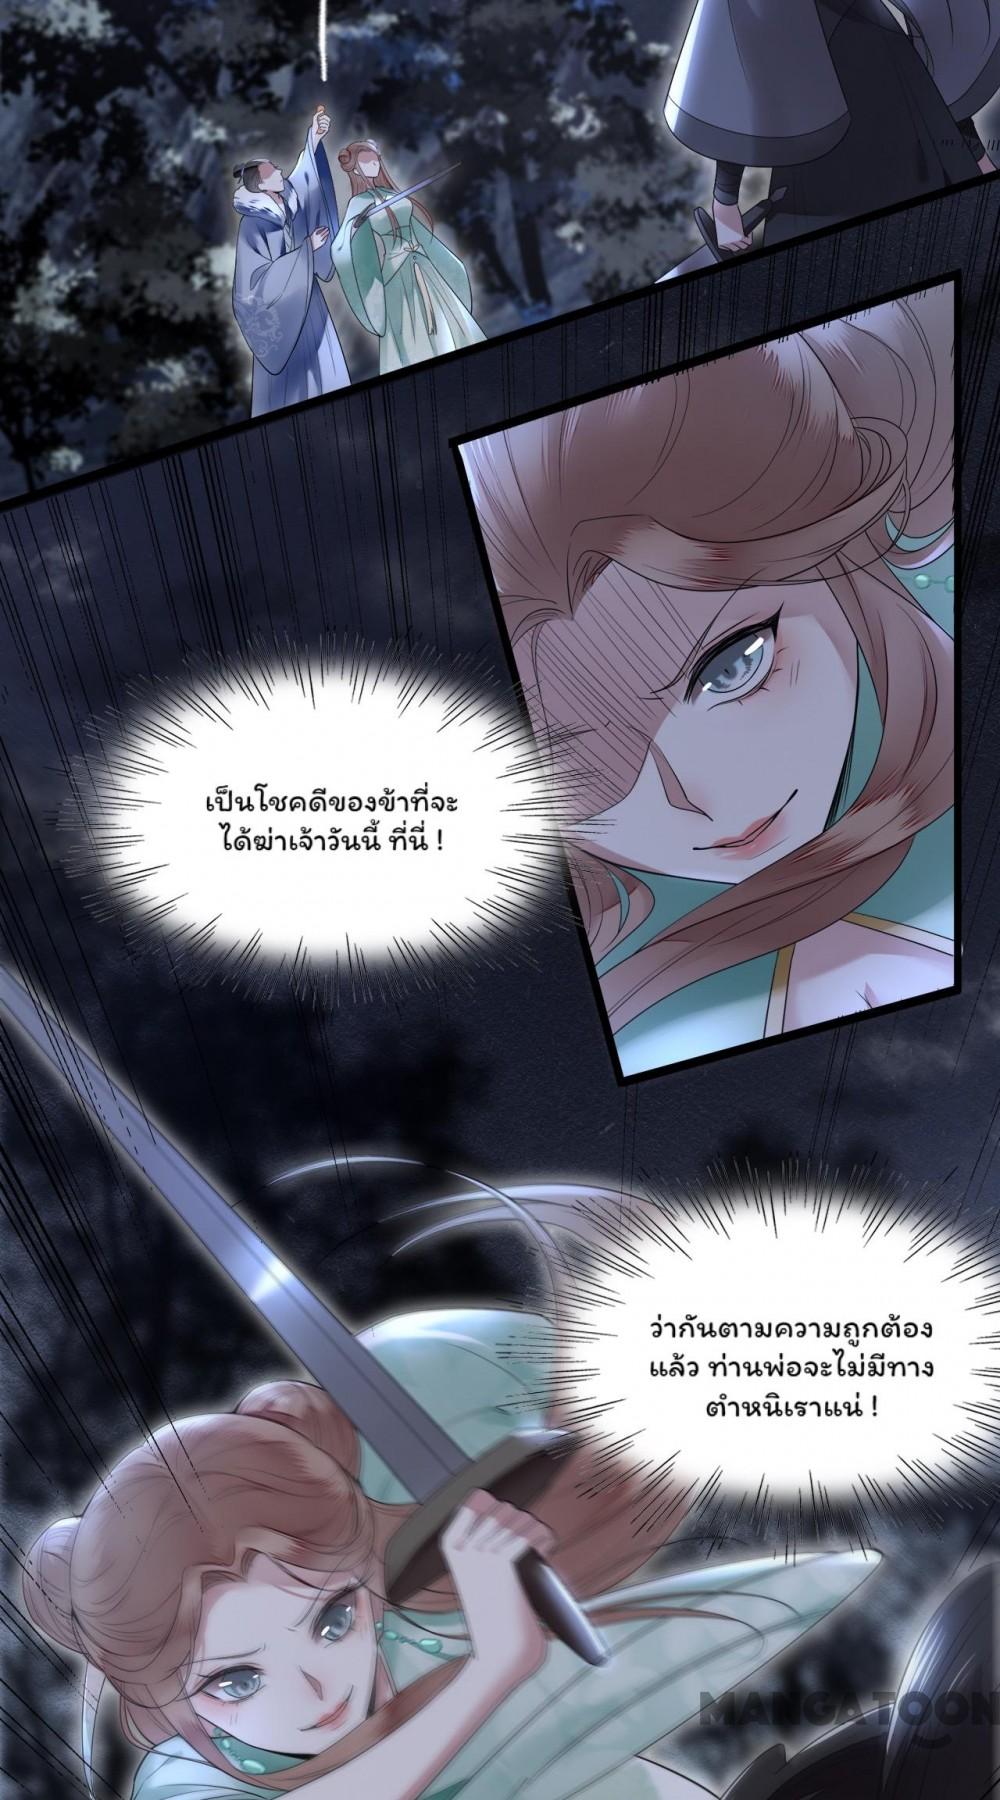 เป็นโชคดีของข้าที่จะ
ได้ฆ่าเจ้าวันนี้ ที่นี่ !
ว่ากันตามความถูกต้อง
แล้ว ท่านพ่อจะไม่มีทาง
ตำหนิเราแน่ !
MANGATOON